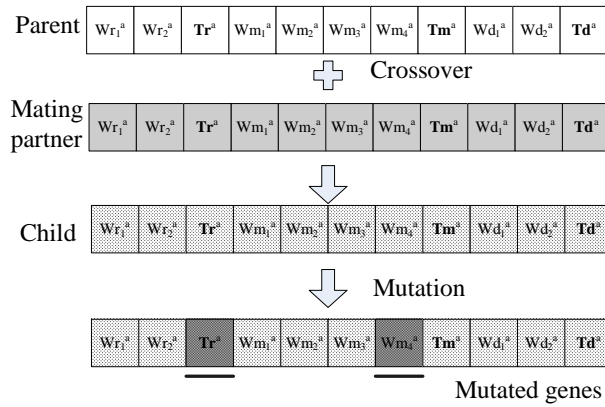 Parent
Wr₁ᵃ Wr₂ᵃ Trᵃ Wm₁ᵃ Wm₂ᵃ Wm₃ᵃ Wm₄ᵃ Tmᵃ Wd₁ᵃ Wd₂ᵃ Tdᵃ
Crossover
Mating
partner
Wr₁ᵃ Wr₂ᵃ Trᵃ Wm₁ᵃ Wm₂ᵃ Wm₃ᵃ Wm₄ᵃ Tmᵃ Wd₁ᵃ Wd₂ᵃ Tdᵃ
Child
Wr₁ᵃ Wr₂ᵃ Trᵃ Wm₁ᵃ Wm₂ᵃ Wm₃ᵃ Wm₄ᵃ Tmᵃ Wd₁ᵃ Wd₂ᵃ Tdᵃ
Mutation
Wr₁ᵃ Wr₂ᵃ Trᵃ Wm₁ᵃ Wm₂ᵃ Wm₃ᵃ Wm₄ᵃ Tmᵃ Wd₁ᵃ Wd₂ᵃ Tdᵃ
Mutated genes